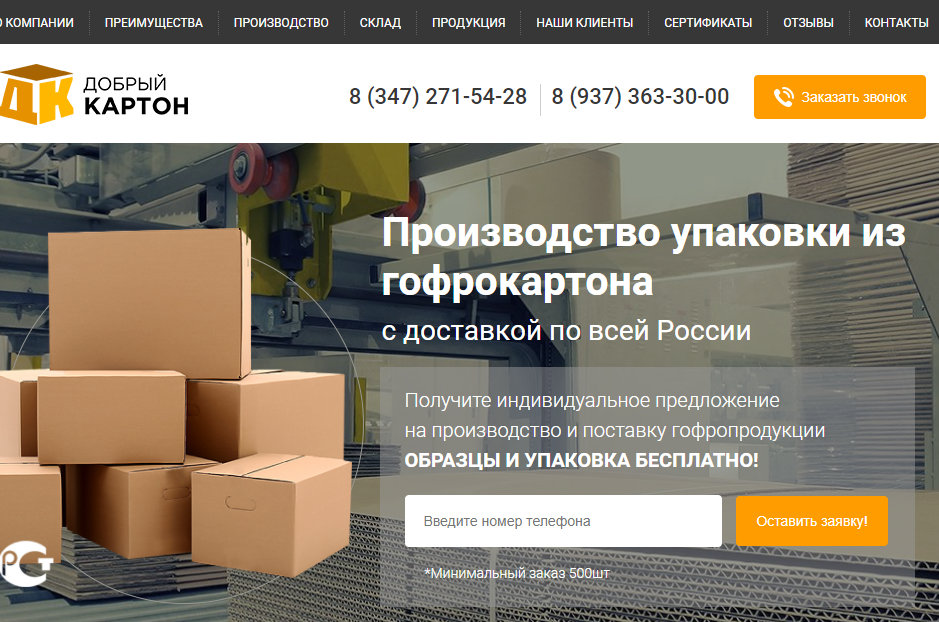 О КОМПАНИИ ПРЕИМУЩЕСТВА ПРОИЗВОДСТВО СКЛАД ПРОДУКЦИЯ НАШИ КЛИЕНТЫ СЕРТИФИКАТЫ ОТЗЫВЫ КОНТАКТЫ
ДК
ДОБРЫЙ
КАРТОН
8 (347) 271-54-28 8 (937) 363-30-00 Заказать звонок
Производство упаковки из
гофрокартона
с доставкой по всей России
Получите индивидуальное предложение
на производство и поставку гофропродукции
ОБРАЗЦЫ И УПАКОВКА БЕСПЛАТНО!
Введите номер телефона Оставить заявку!
*Минимальный заказ 500шт
РСТ